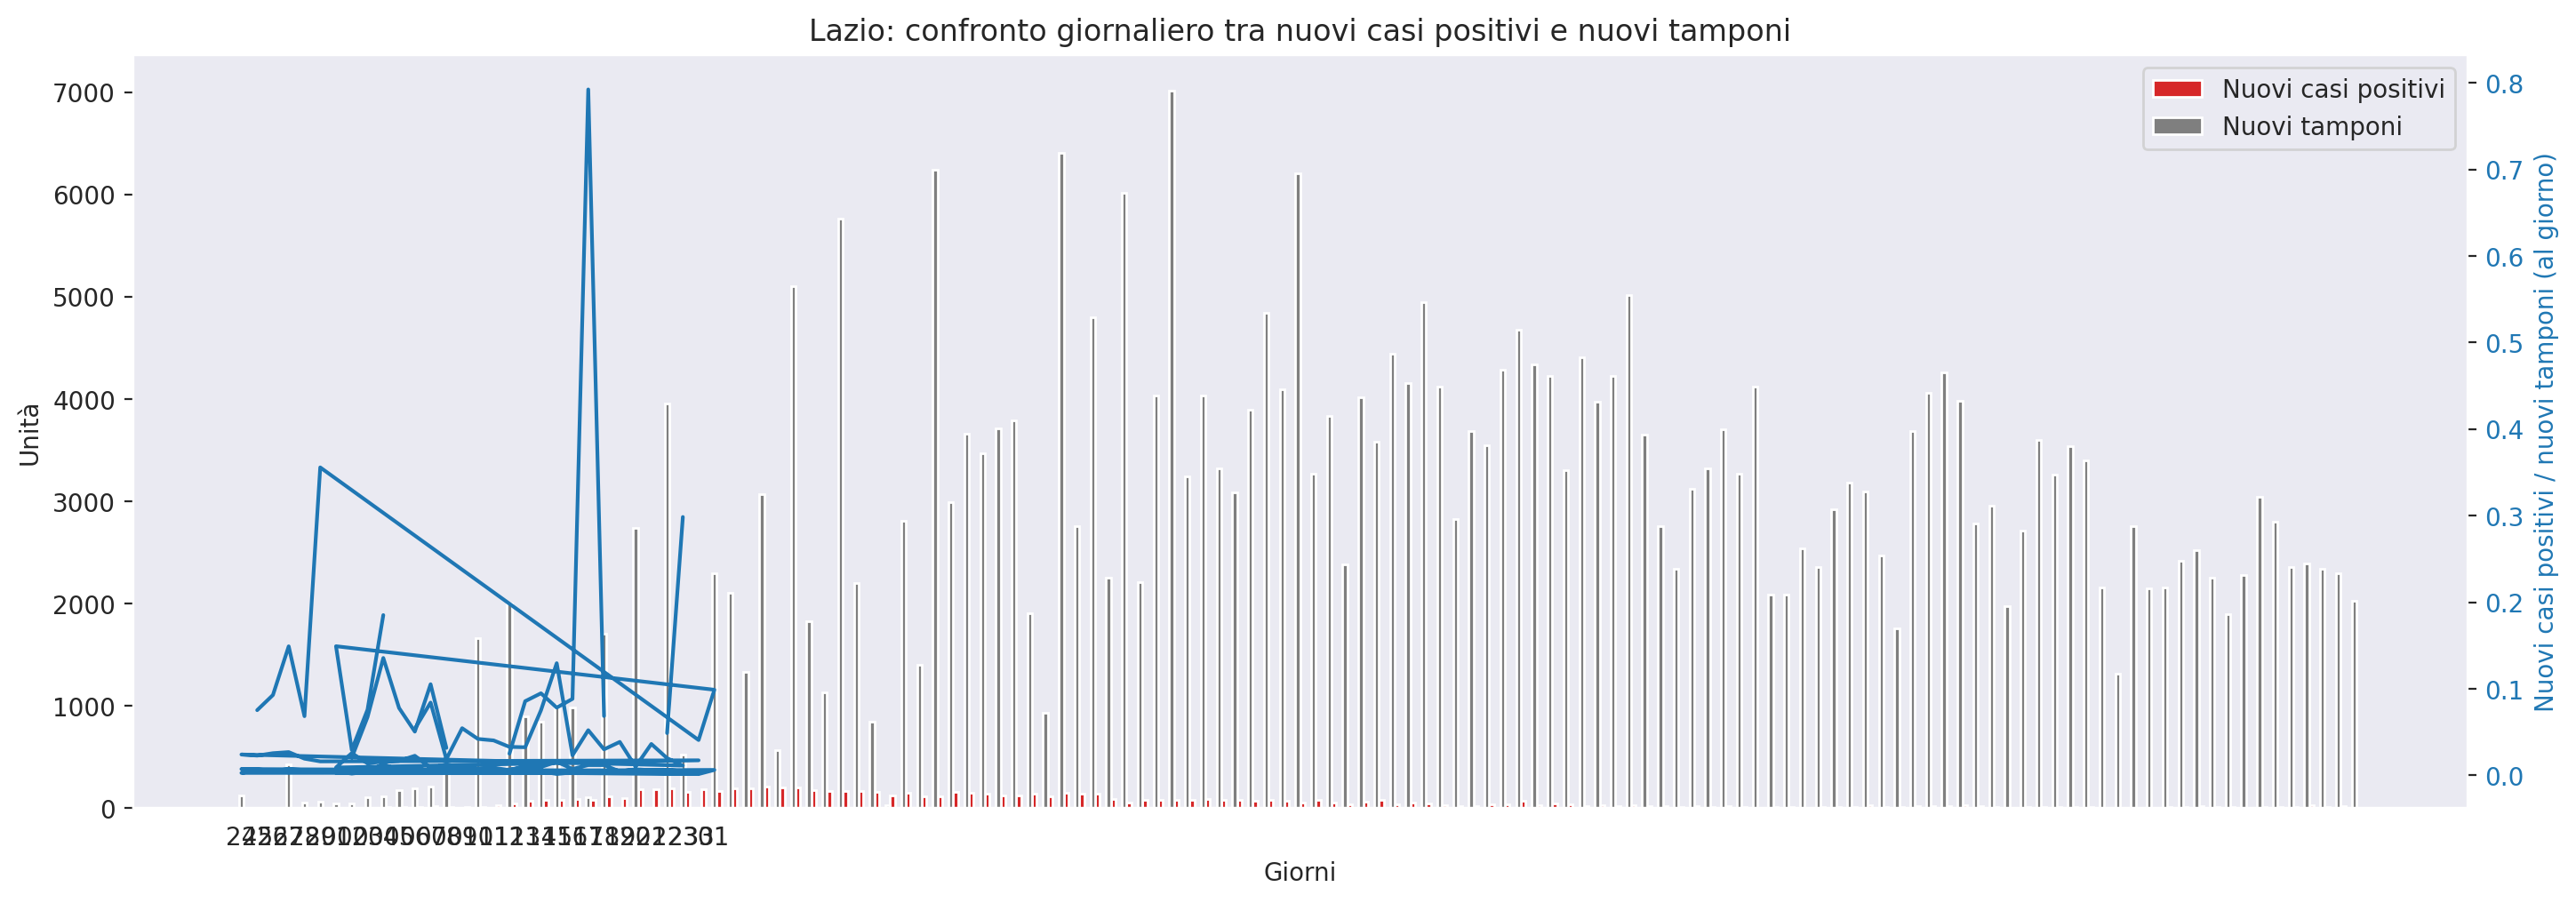 Lazio: confronto giornaliero tra nuovi casi positivi e nuovi tamponi
Nuovi casi positivi
Nuovi tamponi
7000
6000
5000
4000
3000
2000
1000
0
Unità
0.8
0.7
0.6
0.5
0.4
0.3
0.2
0.1
0.0
Nuovi casi positivi / nuovi tamponi (al giorno)
Giorni